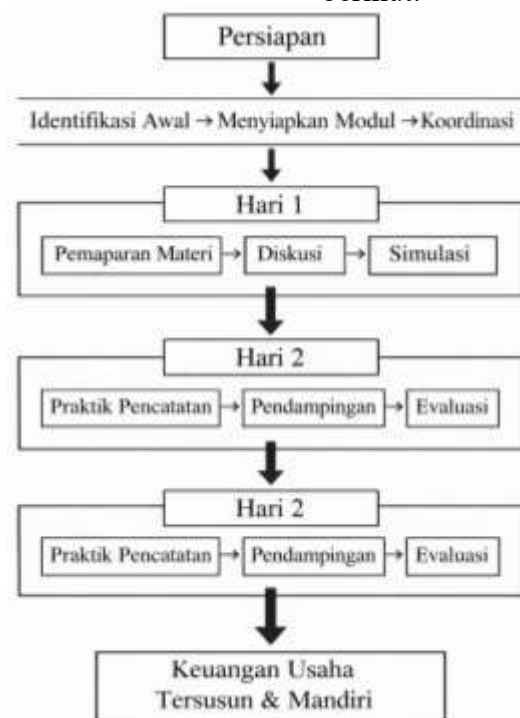 Persiapan
Identifikasi Awal → Menyiapkan Modul → Koordinasi
Hari 1
Pemaparan Materi → Diskusi → Simulasi
Hari 2
Praktik Pencatatan → Pendampingan → Evaluasi
Hari 2
Praktik Pencatatan → Pendampingan → Evaluasi
Keuangan Usaha
Tersusun & Mandiri